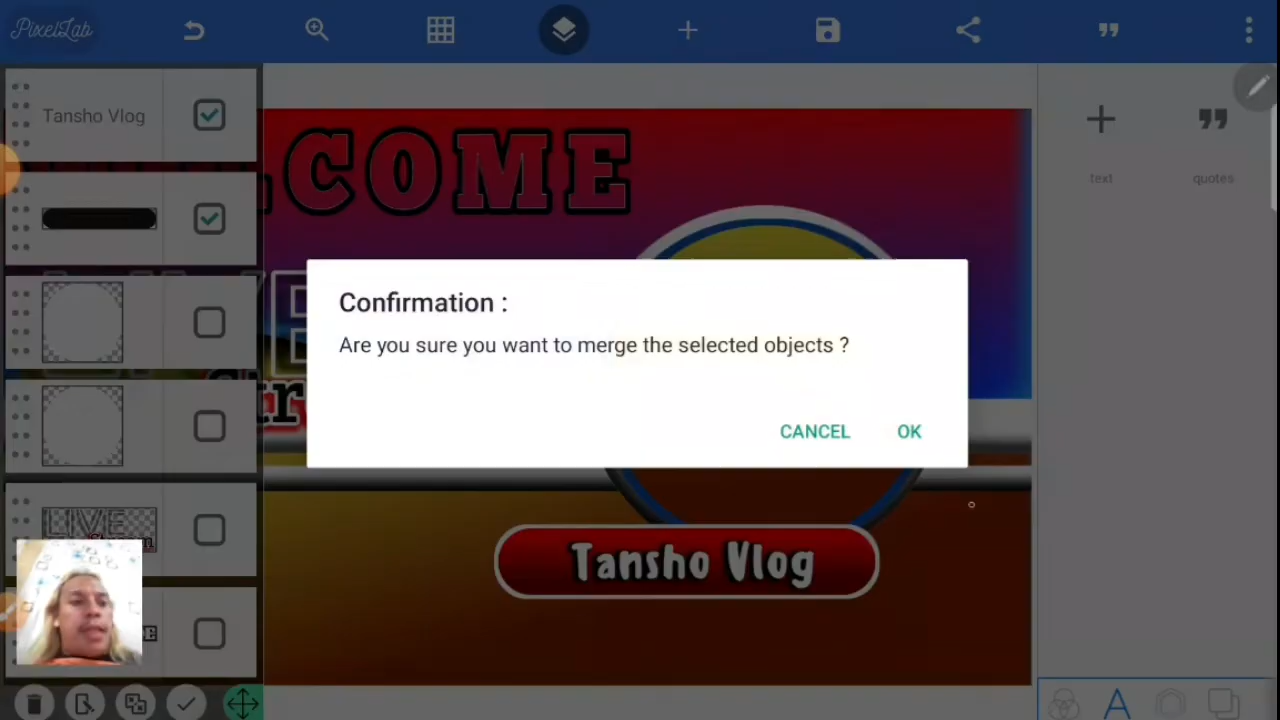 PixelLab
Tansho Vlog
COME
text
quotes
Confirmation :
Are you sure you want to merge the selected objects ?
CANCEL
OK
LIVE
Tansho Vlog